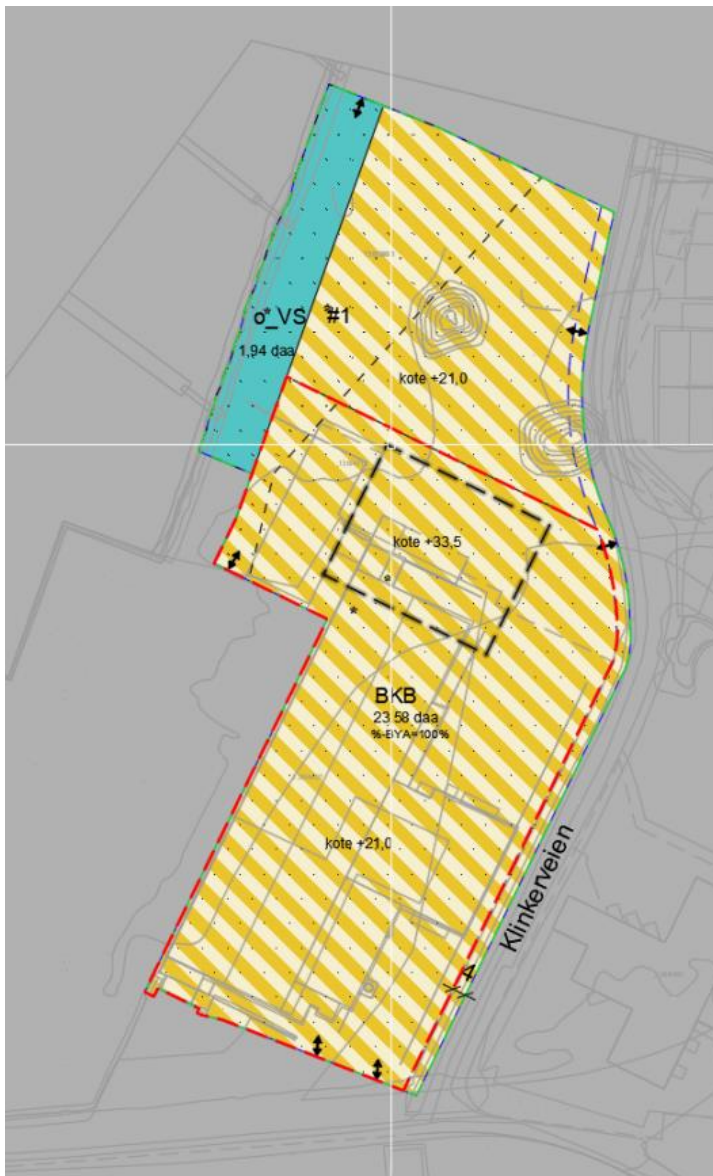 o_VS #1
1,94 daa
kote +21,0
kote +33,5
BKB
23,58 daa
%-BYA=100%
kote +21,0
Klinkerveien
4